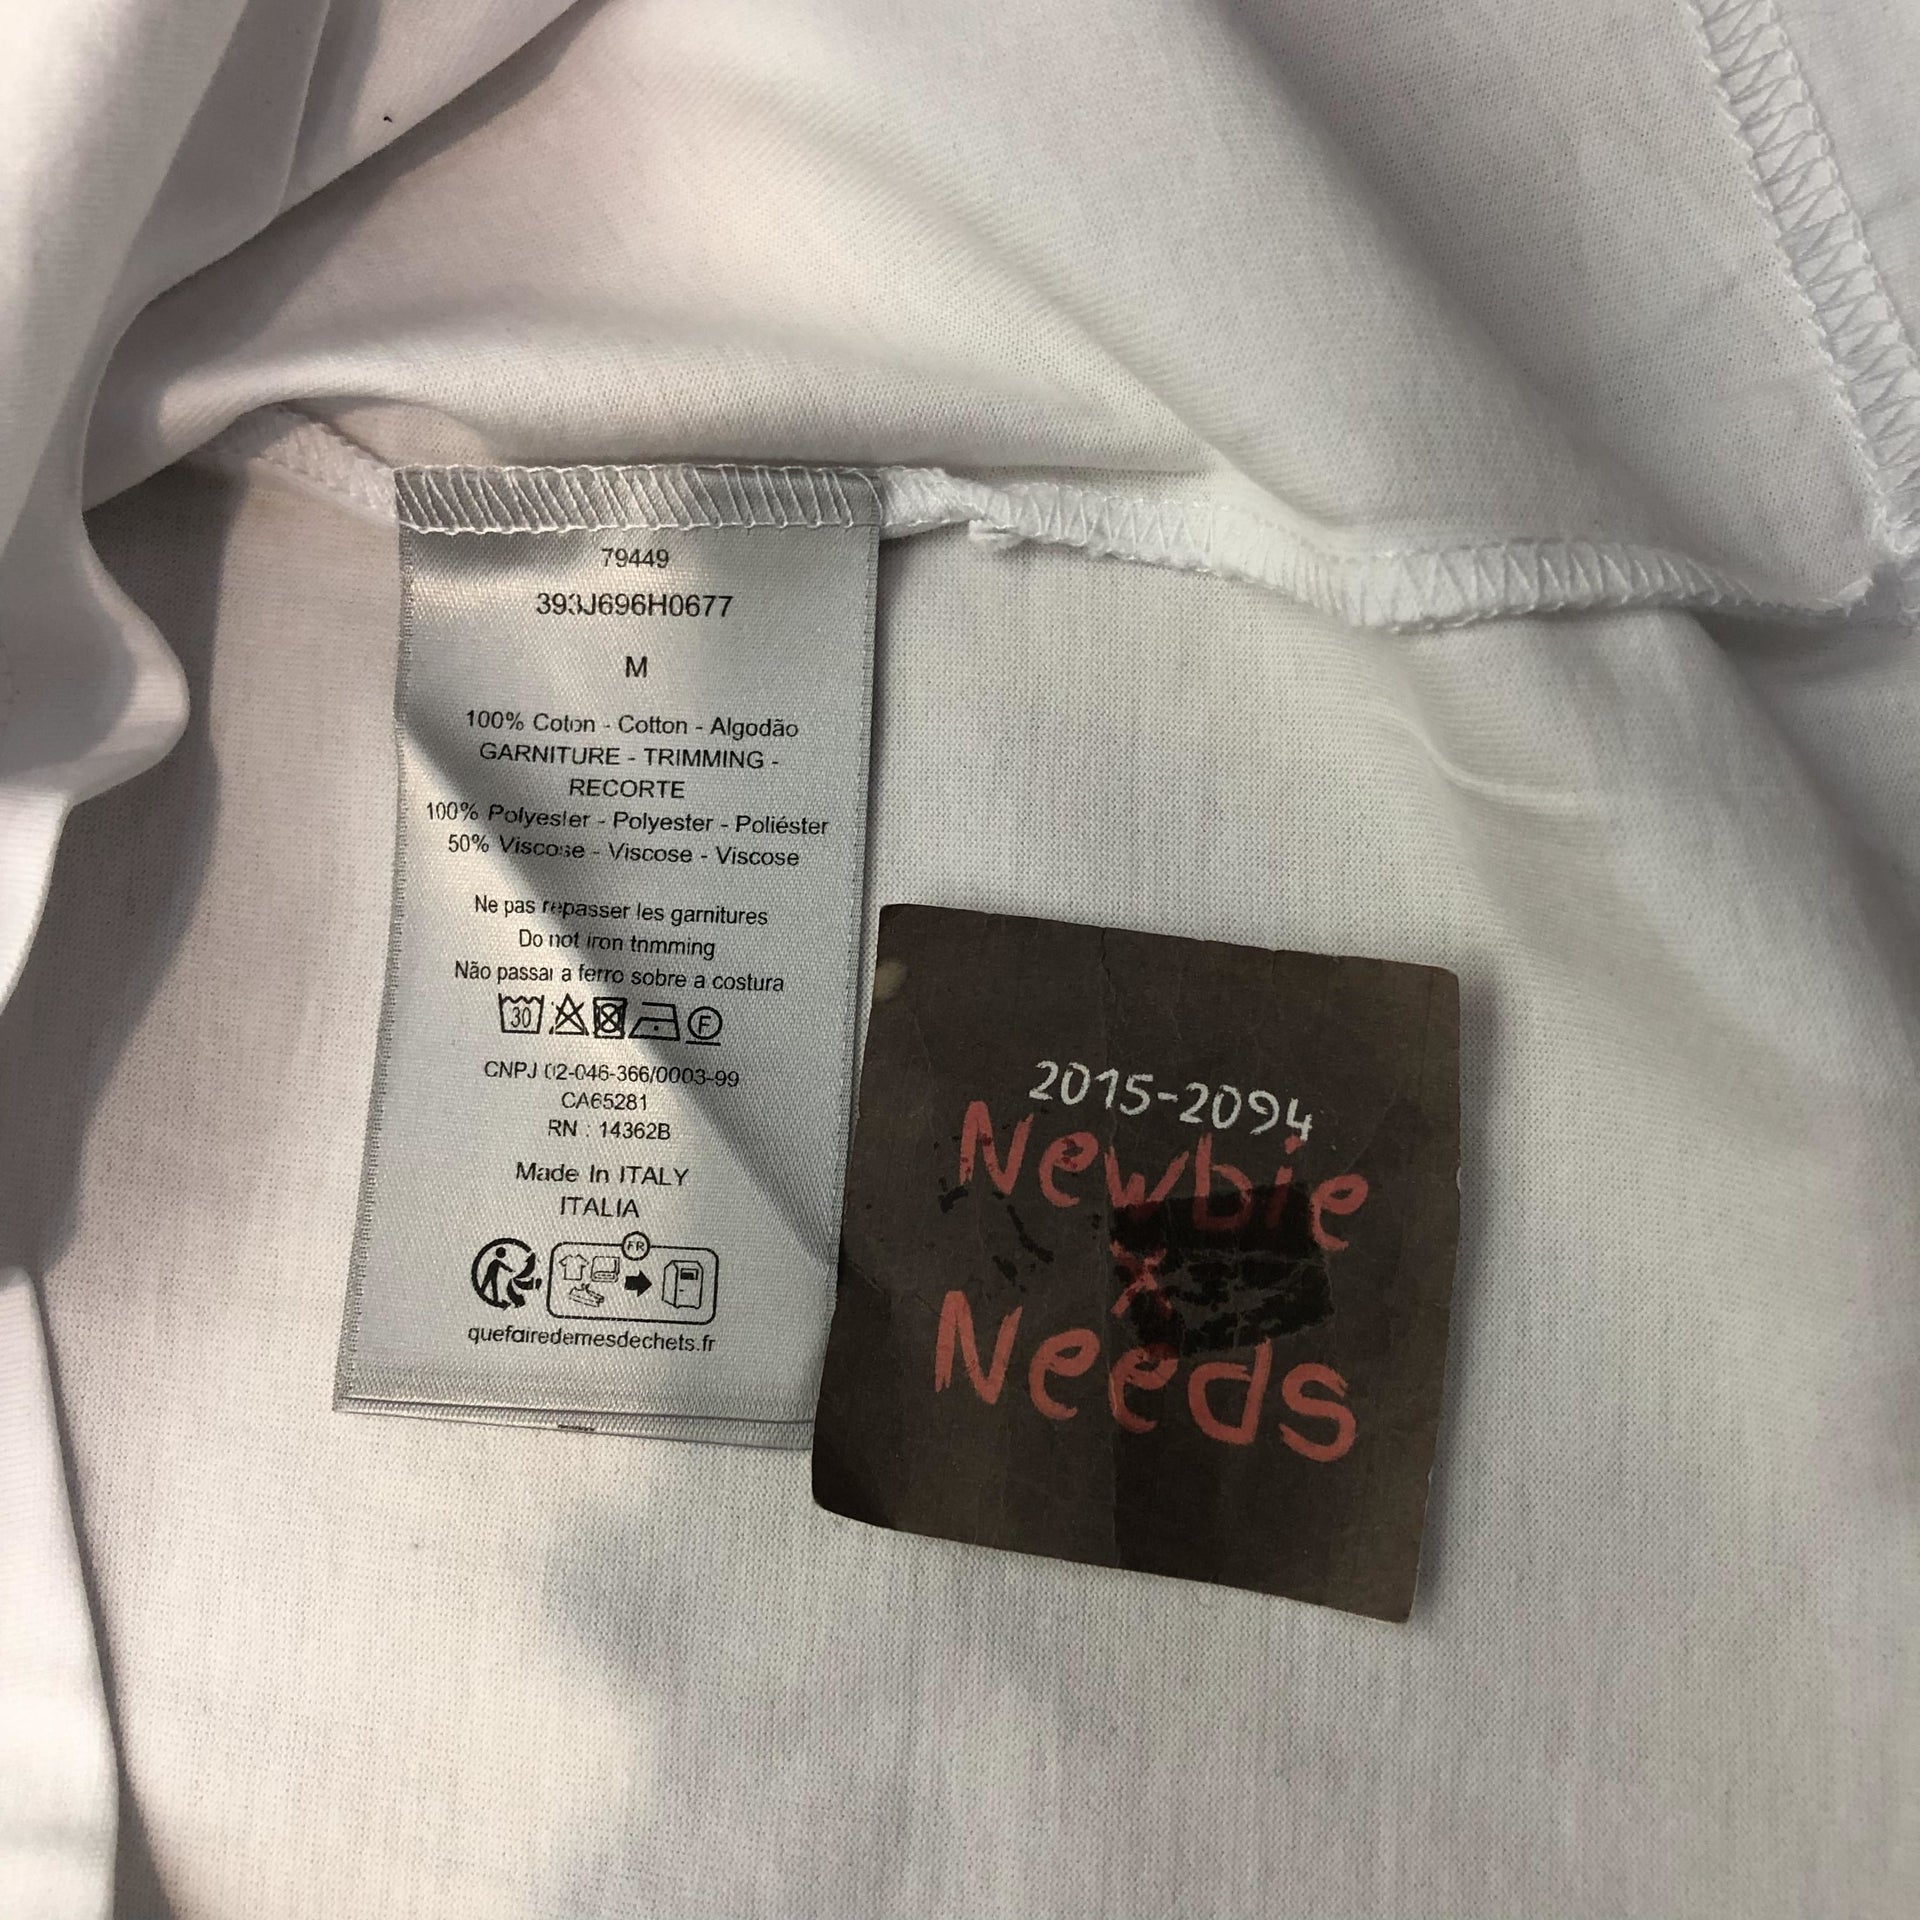 79449
393J696H0677
M
100% Coton - Cotton - Algodão
GARNITURE - TRIMMING -
RECORTE
100% Polyester - Polyester - Poliéster
50% Viscose - Viscose - Viscose
Ne pas repasser les garnitures
Do not iron trimming
Não passar a ferro sobre a costura
30 F
CNPJ 02-046-366/0003-99
CA65281
RN : 14362B
Made In ITALY
ITALIA
FR
quefairedemesdechets.fr
2015-2094
Newbie
x
Needs